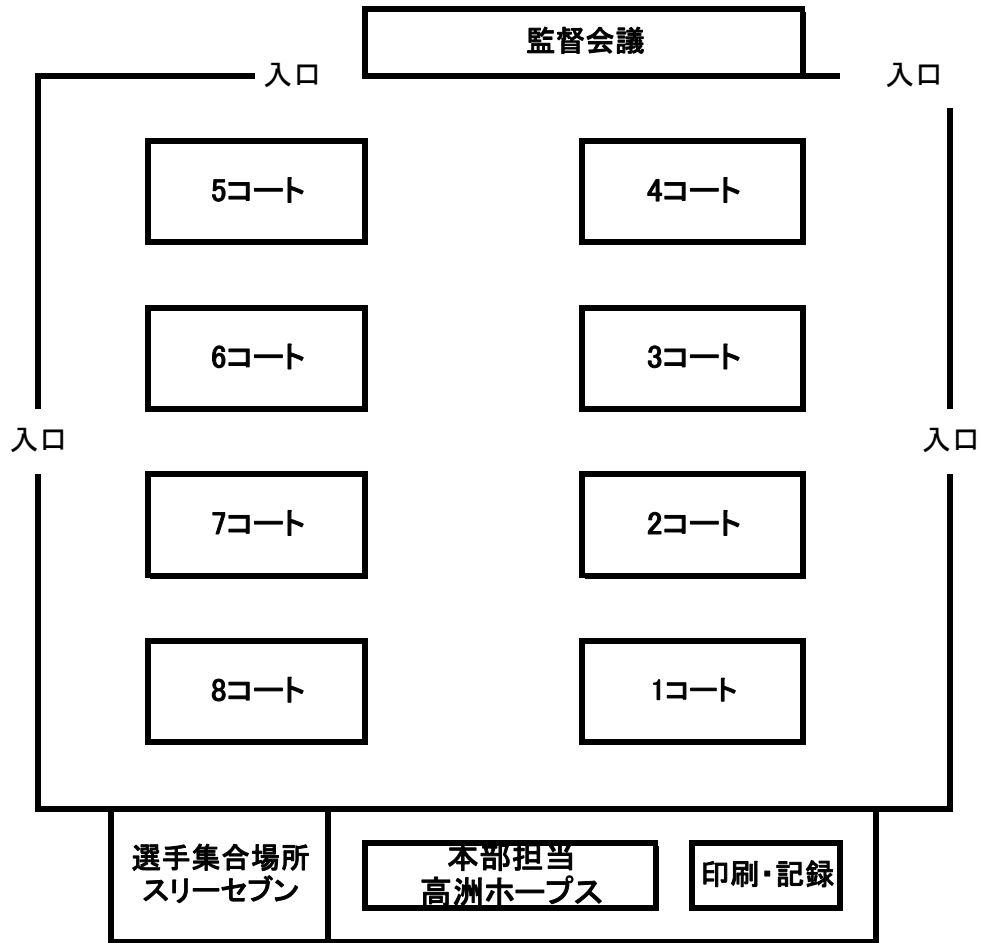 監督会議
入口
入口
5コート
4コート
6コート
3コート
入口
入口
7コート
2コート
8コート
1コート
選手集合場所
スリーセブン
本部担当
高洲ホープス
印刷・記録